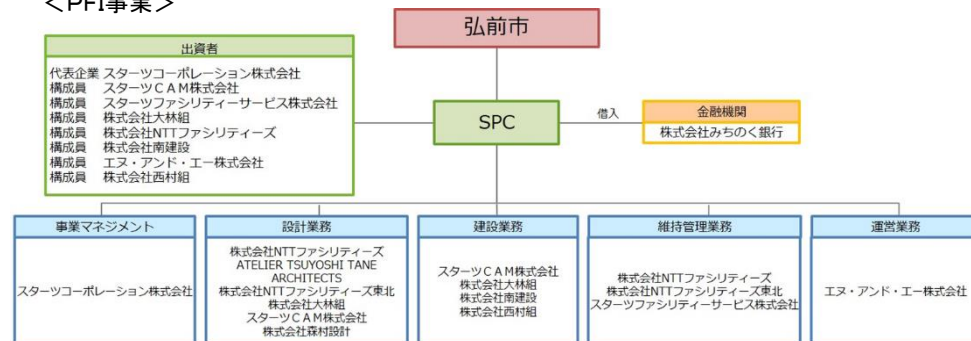 ＜PFI事業＞
弘前市
出資者
代表企業 スターツコーポレーション株式会社
構成員 スターツＣＡＭ株式会社
構成員 スターツファシリティーサービス株式会社
構成員 株式会社大林組
構成員 株式会社NTTファシリティーズ
構成員 株式会社南建設
構成員 エヌ・アンド・エー株式会社
構成員 株式会社西村組
SPC
借入
金融機関
株式会社みちのく銀行
事業マネジメント
スターツコーポレーション株式会社
設計業務
株式会社NTTファシリティーズ
ATELIER TSUYOSHI TANE
ARCHITECTS
株式会社NTTファシリティーズ東北
株式会社大林組
スターツＣＡＭ株式会社
株式会社森村設計
建設業務
スターツＣＡＭ株式会社
株式会社大林組
株式会社南建設
株式会社西村組
維持管理業務
株式会社NTTファシリティーズ
株式会社NTTファシリティーズ東北
スターツファシリティーサービス株式会社
運営業務
エヌ・アンド・エー株式会社